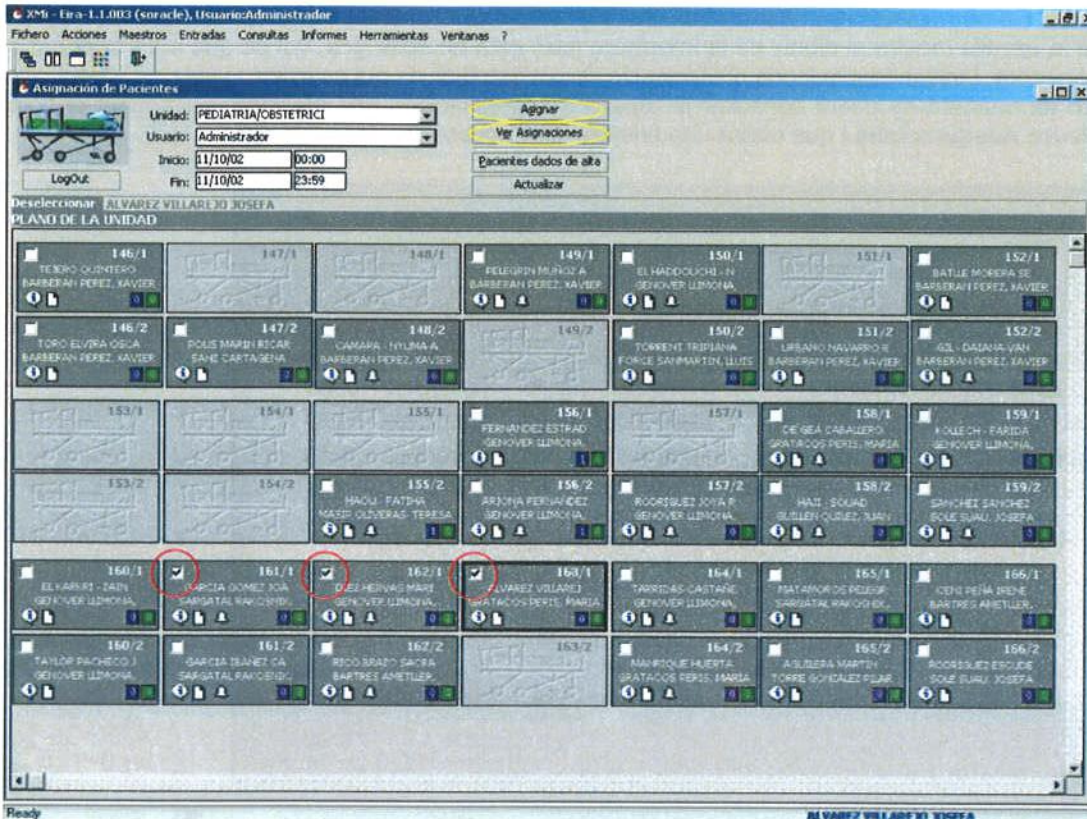 XMi - Eira-1.1.003 (soracle), Usuario:Administrador
Fichero Acciones Maestros Entradas Consultas Informes Herramientas Ventanas ?
Asignación de Pacientes
Unidad: PEDIATRIA/OBSTETRICI
Usuario: Administrador
Inicio: 11/10/02 00:00
Fin: 11/10/02 23:59
LogOut
Asignar
Ver Asignaciones
Pacientes dados de alta
Actualizar
Deseleccionar ALVAREZ VILLAREJO JOSEFA
PLANO DE LA UNIDAD
146/1 147/1 148/1 149/1 150/1 151/1 152/1
TEJERO QUINTERO PELEGRIN MUÑOZ A EL HADDOUCHI - N BATLLE MORERA SE
BARBERAN PEREZ, XAVIER BARBERAN PEREZ, XAVIER GENOVER LLIMONA, BARBERAN PEREZ, XAVIER
146/2 147/2 148/2 149/2 150/2 151/2 152/2
TORO ELVIRA OSCA POLIS MARIN RICAR CAMARA - NYUMA-A TORRENT TRIPIANA URBANO NAVARRO GIL - DAIANA-VAN
BARBERAN PEREZ, XAVIER SANZ CARTAGENA BARBERAN PEREZ, XAVIER FORCE SANMARTIN, LLUIS BARBERAN PEREZ, XAVIER BARBERAN PEREZ, XAVIER
153/1 154/1 155/1 156/1 157/1 158/1 159/1
FERNANDEZ ESTRAD DE GEA CABALLERO KOLLECH - FARIDA
GENOVER LLIMONA, GRATACOS PERIS, MARIA GENOVER LLIMONA,
153/2 154/2 155/2 156/2 157/2 158/2 159/2
HAOU - FATIHA ARJONA FERNANDEZ RODRIGUEZ JOYA R HAJI - SOUAD SANCHEZ SANCHEZ
MASIP OLIVERAS, TERESA GENOVER LLIMONA, GENOVER LLIMONA, GUILLEN QUILEZ, JUAN SOLE SUAU, JOSEFA
160/1 161/1 162/1 163/1 164/1 165/1 166/1
ZAIN GARCIA GOMEZ JOA HERVAS MARI ALVAREZ VILLAREJ TARRIDAS CASTAÑE MATAMOROS PELEGR PEÑA IRENE
GENOVER LLIMONA, SARGATAL GENOVER LLIMONA, GRATACOS PERIS, MARIA GENOVER LLIMONA, SARGATAL BARTRES AMETLLER,
160/2 161/2 162/2 163/2 164/2 165/2 166/2
TAYLOR PACHECO J GARCIA IBAÑEZ CA RICO BRAZO SACRA MANRIQUE HUERTA AGUILERA MARTIN RODRIGUEZ ESCUDE
GENOVER LLIMONA, SARGATAL BARTRES AMETLLER, GRATACOS PERIS, MARIA TORRE GONZALEZ PILAR SOLE SUAU, JOSEFA
Ready ALVAREZ VILLAREJO JOSEFA